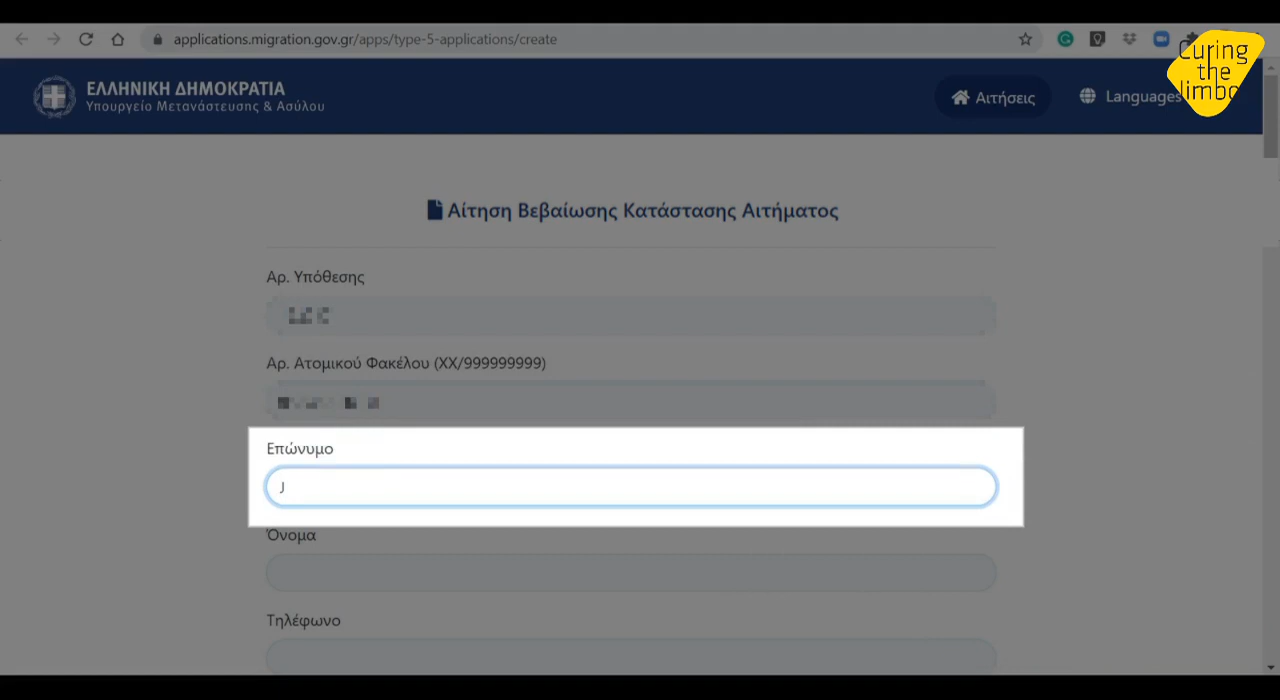 applications.migration.gov.gr/apps/type-5-applications/create
ΕΛΛΗΝΙΚΗ ΔΗΜΟΚΡΑΤΙΑ
Υπουργείο Μετανάστευσης & Ασύλου
Αιτήσεις
Languages
curing
the
limbo
Αίτηση Βεβαίωσης Κατάστασης Αιτήματος
Αρ. Υπόθεσης
Αρ. Ατομικού Φακέλου (XX/999999999)
Επώνυμο
J
Όνομα
Τηλέφωνο